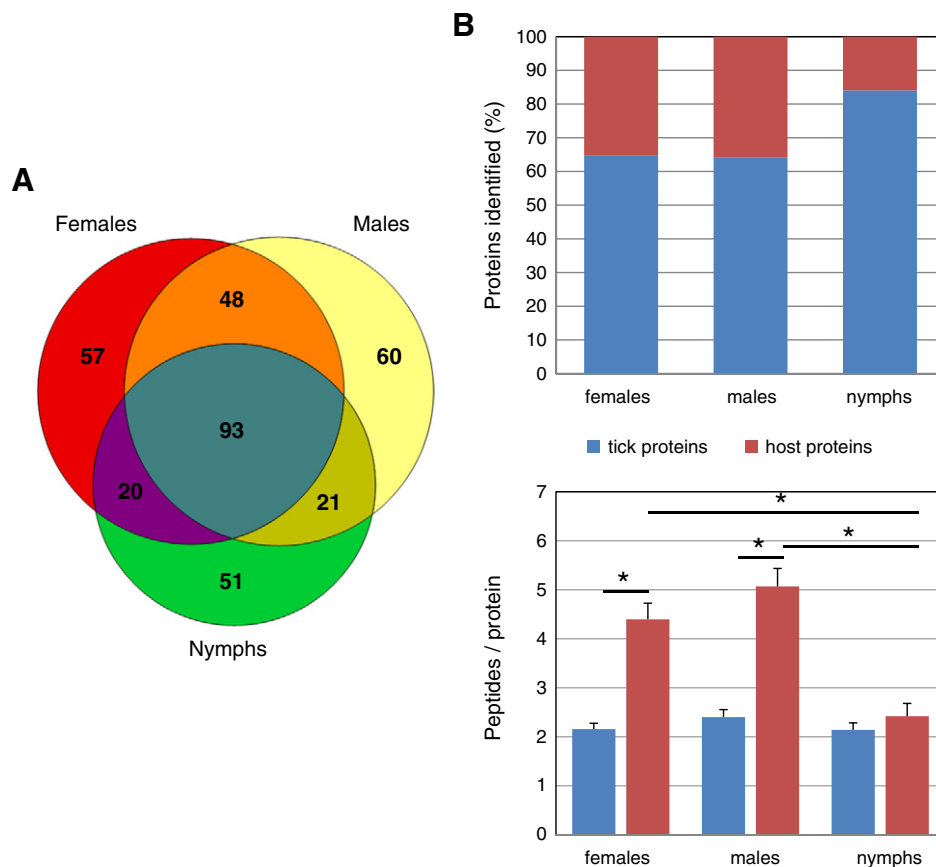 A
Females
Males
48
57
60
93
20
21
51
Nymphs
B
Proteins identified (%)
100
90
80
70
60
50
40
30
20
10
0
females
males
nymphs
tick proteins
host proteins
Peptides / protein
7
6
5
4
3
2
1
0
*
*
*
*
females
males
nymphs